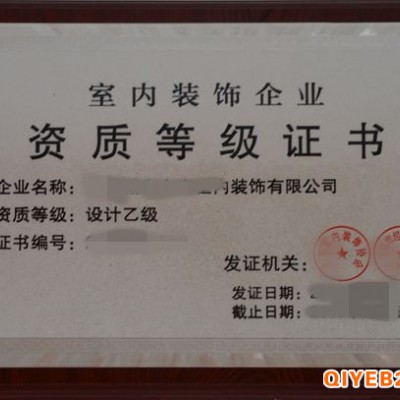 室内装饰企业
资质等级证书
企业名称: 室内装饰有限公司
资质等级: 设计乙级
证书编号:
发证机关:
发证日期:
截止日期:
QIYEB2